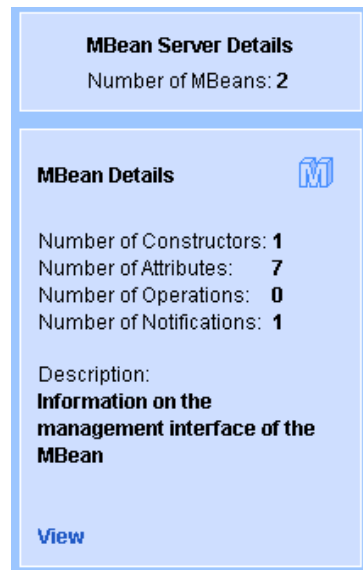 MBean Server Details
Number of MBeans: 2
MBean Details
M
Number of Constructors: 1
Number of Attributes: 7
Number of Operations: 0
Number of Notifications: 1
Description:
Information on the
management interface of the
MBean
View